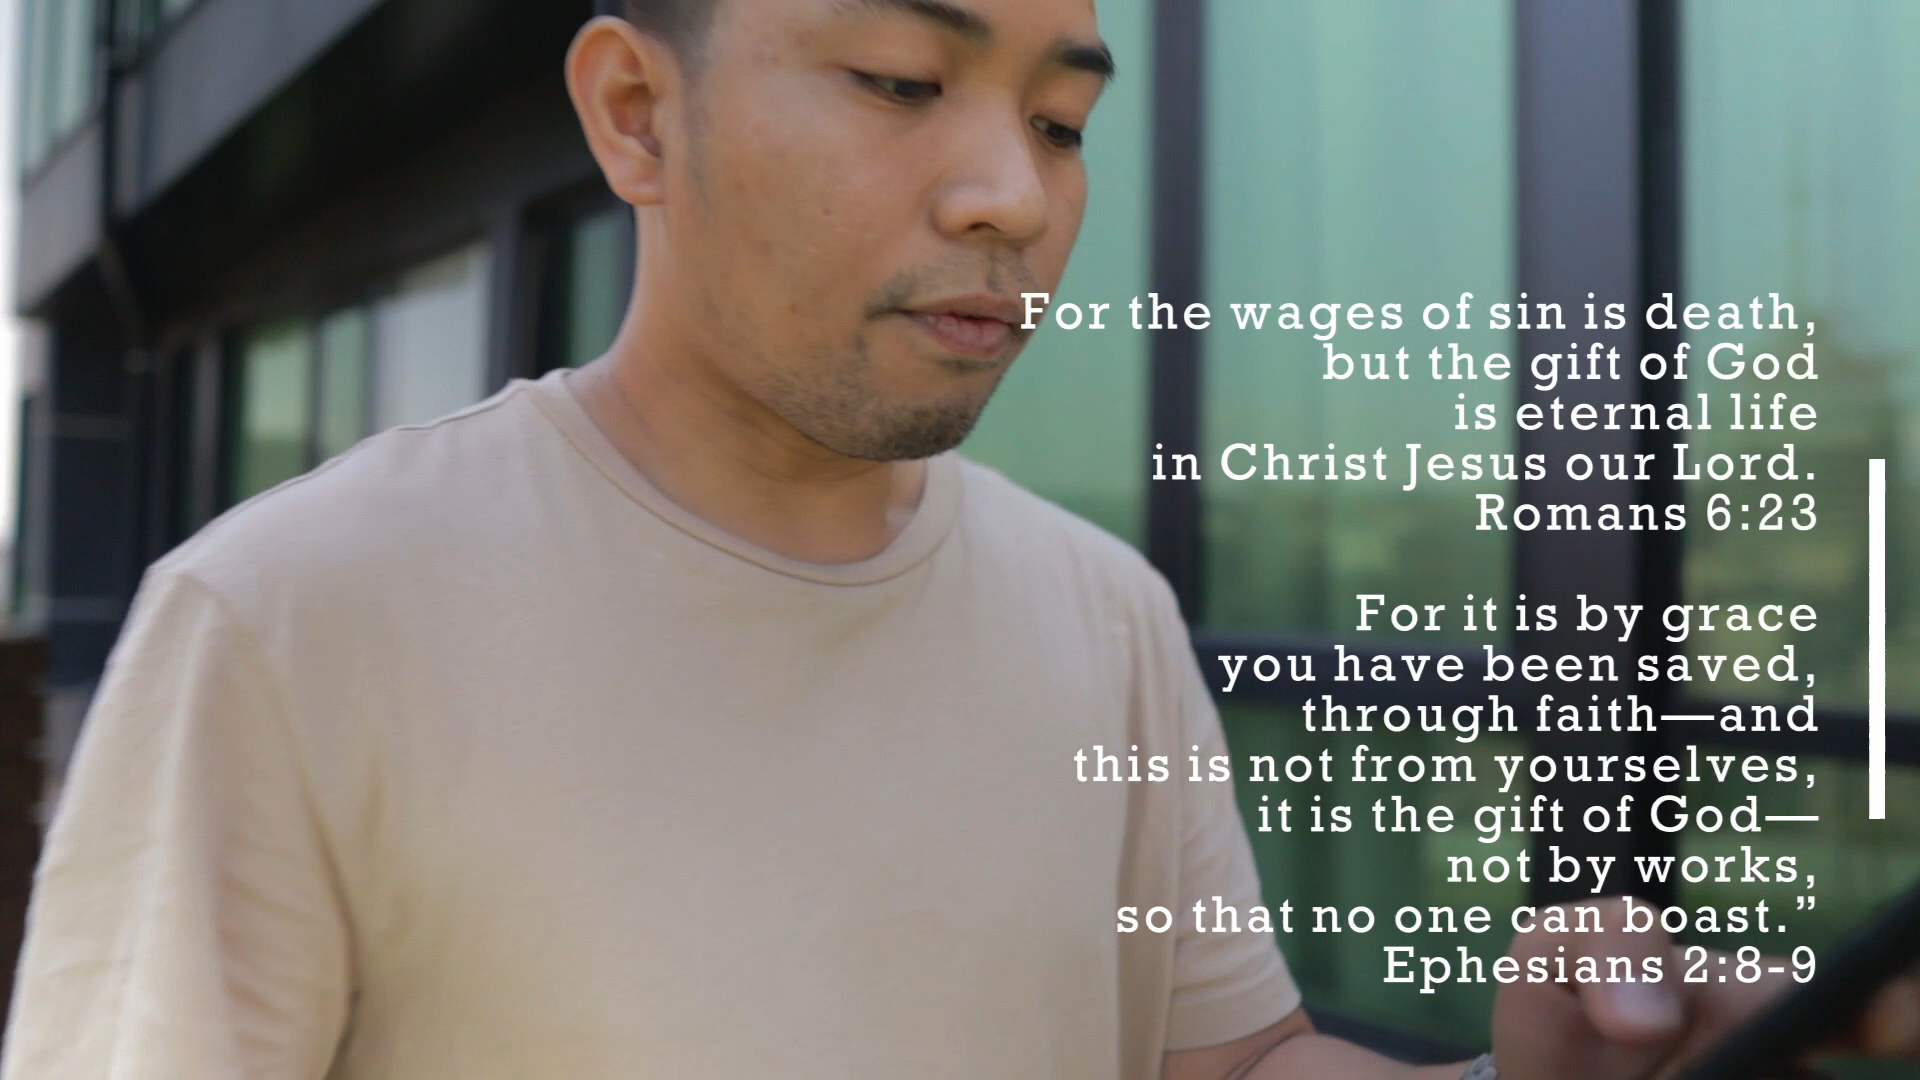 For the wages of sin is death,
but the gift of God
is eternal life
in Christ Jesus our Lord.
Romans 6:23
For it is by grace
you have been saved,
through faith—and
this is not from yourselves,
it is the gift of God—
not by works,
so that no one can boast.”
Ephesians 2:8-9